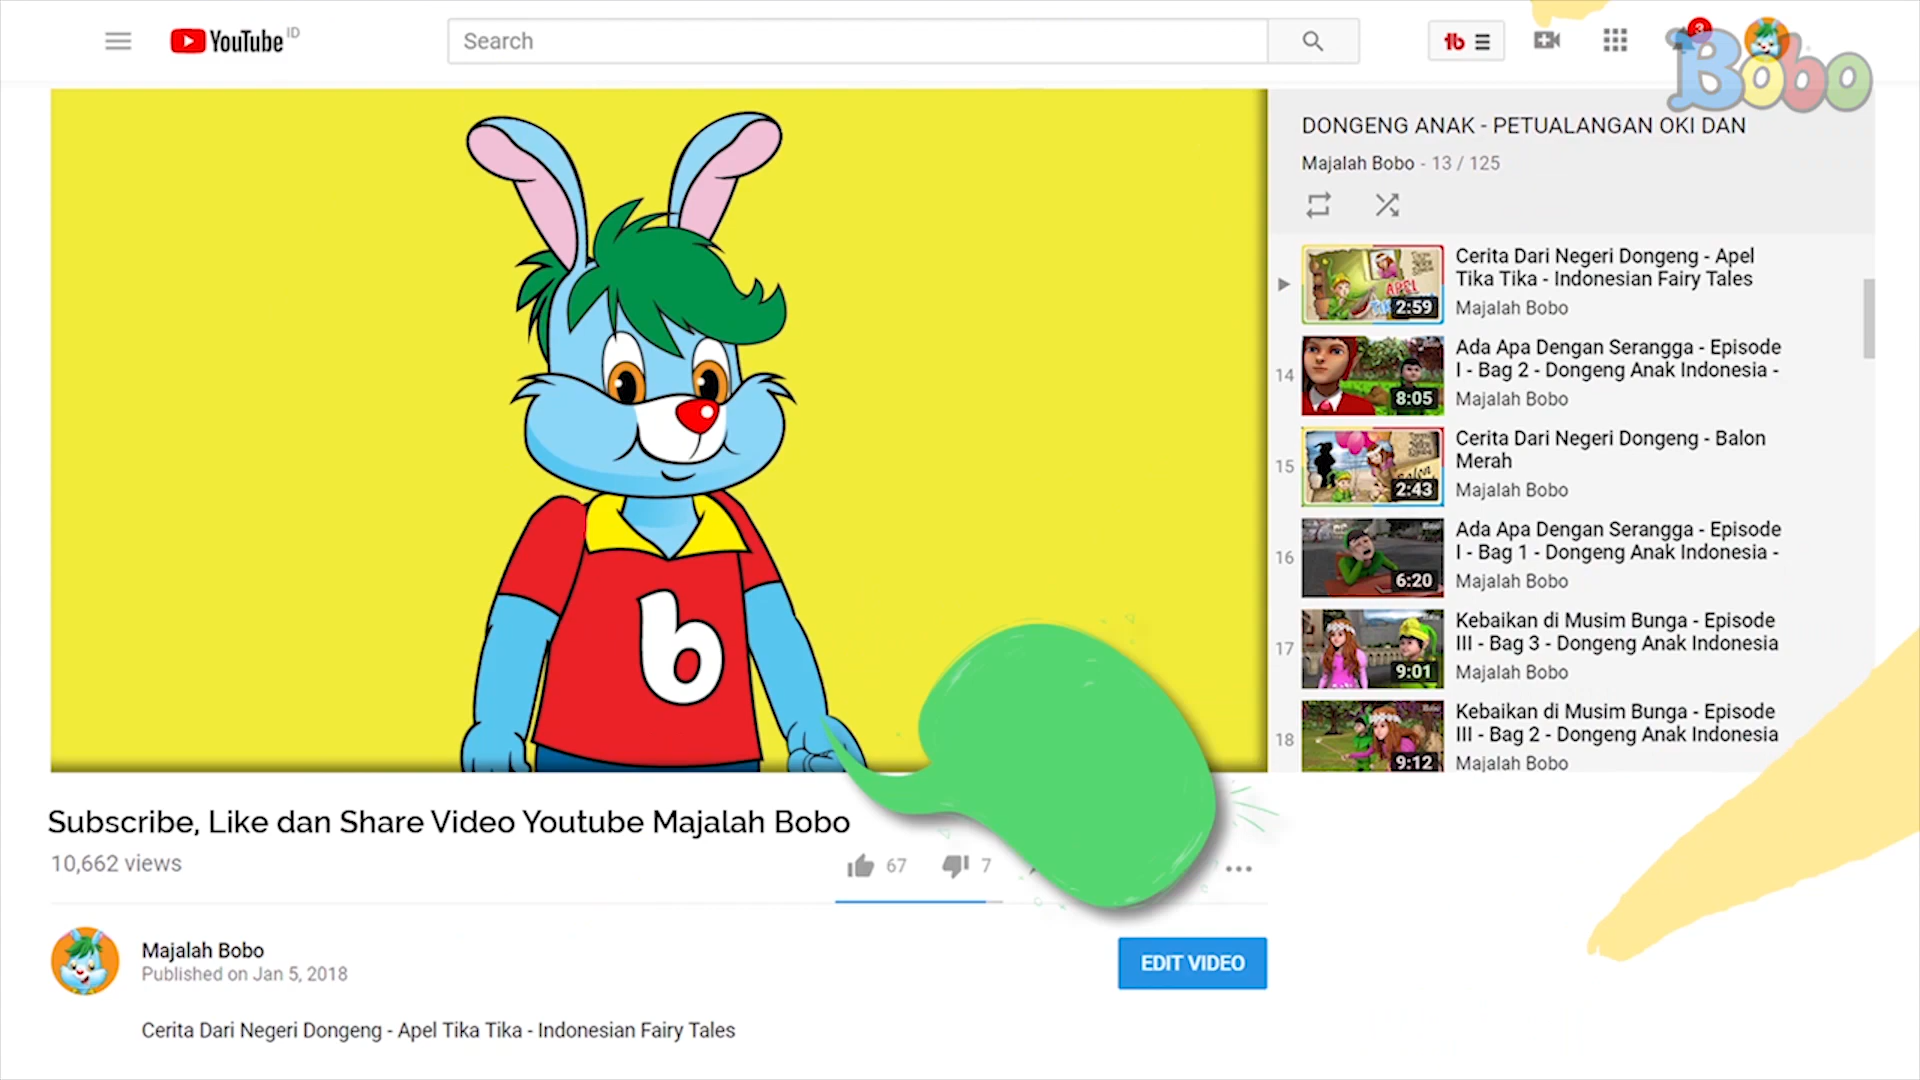 YouTube ID
Search
3
Bobo
DONGENG ANAK - PETUALANGAN OKI DAN
Majalah Bobo - 13 / 125
APEL
2:59
Cerita Dari Negeri Dongeng - Apel
Tika Tika - Indonesian Fairy Tales
Majalah Bobo
14
8:05
Ada Apa Dengan Serangga - Episode
I - Bag 2 - Dongeng Anak Indonesia -
Majalah Bobo
15
2:43
Cerita Dari Negeri Dongeng - Balon
Merah
Majalah Bobo
16
6:20
Ada Apa Dengan Serangga - Episode
I - Bag 1 - Dongeng Anak Indonesia -
Majalah Bobo
17
9:01
Kebaikan di Musim Bunga - Episode
III - Bag 3 - Dongeng Anak Indonesia
Majalah Bobo
18
9:12
Kebaikan di Musim Bunga - Episode
III - Bag 2 - Dongeng Anak Indonesia
Majalah Bobo
b
Subscribe, Like dan Share Video Youtube Majalah Bobo
10,662 views
67
7
Majalah Bobo
Published on Jan 5, 2018
EDIT VIDEO
Cerita Dari Negeri Dongeng - Apel Tika Tika - Indonesian Fairy Tales